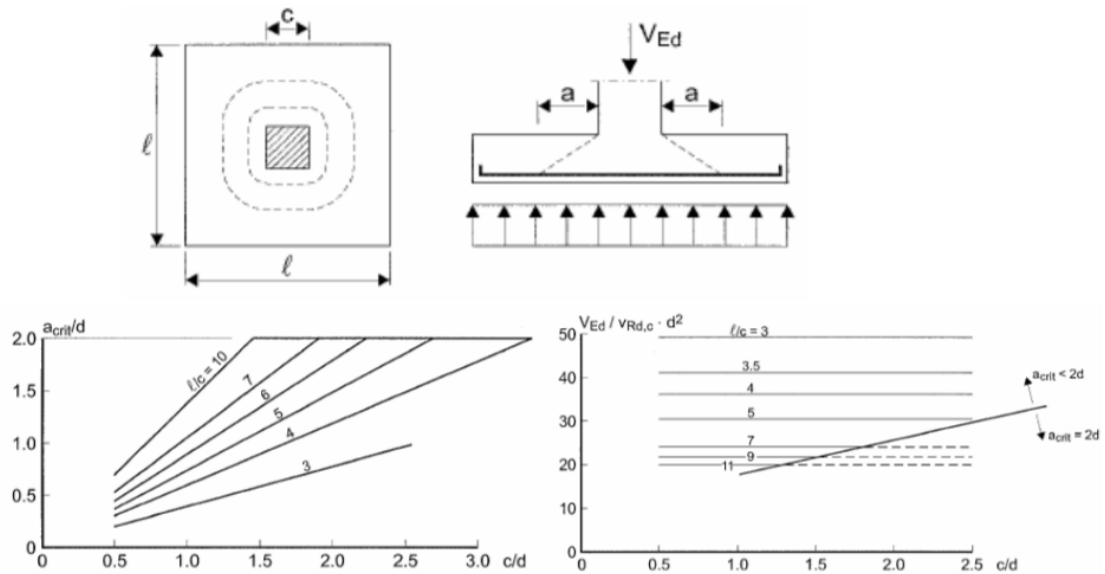 c
V_Ed
a
a
ℓ
ℓ
a_crit/d
2.0
1.5
1.0
0.5
0
ℓ/c = 10
7
6
5
4
3
0 0.5 1.0 1.5 2.0 2.5 3.0 c/d
V_Ed / v_Rd,c · d²
50
40
30
20
10
0
ℓ/c = 3
3.5
4
5
7
9
11
a_crit < 2d
a_crit = 2d
0 0.5 1.0 1.5 2.0 2.5 c/d